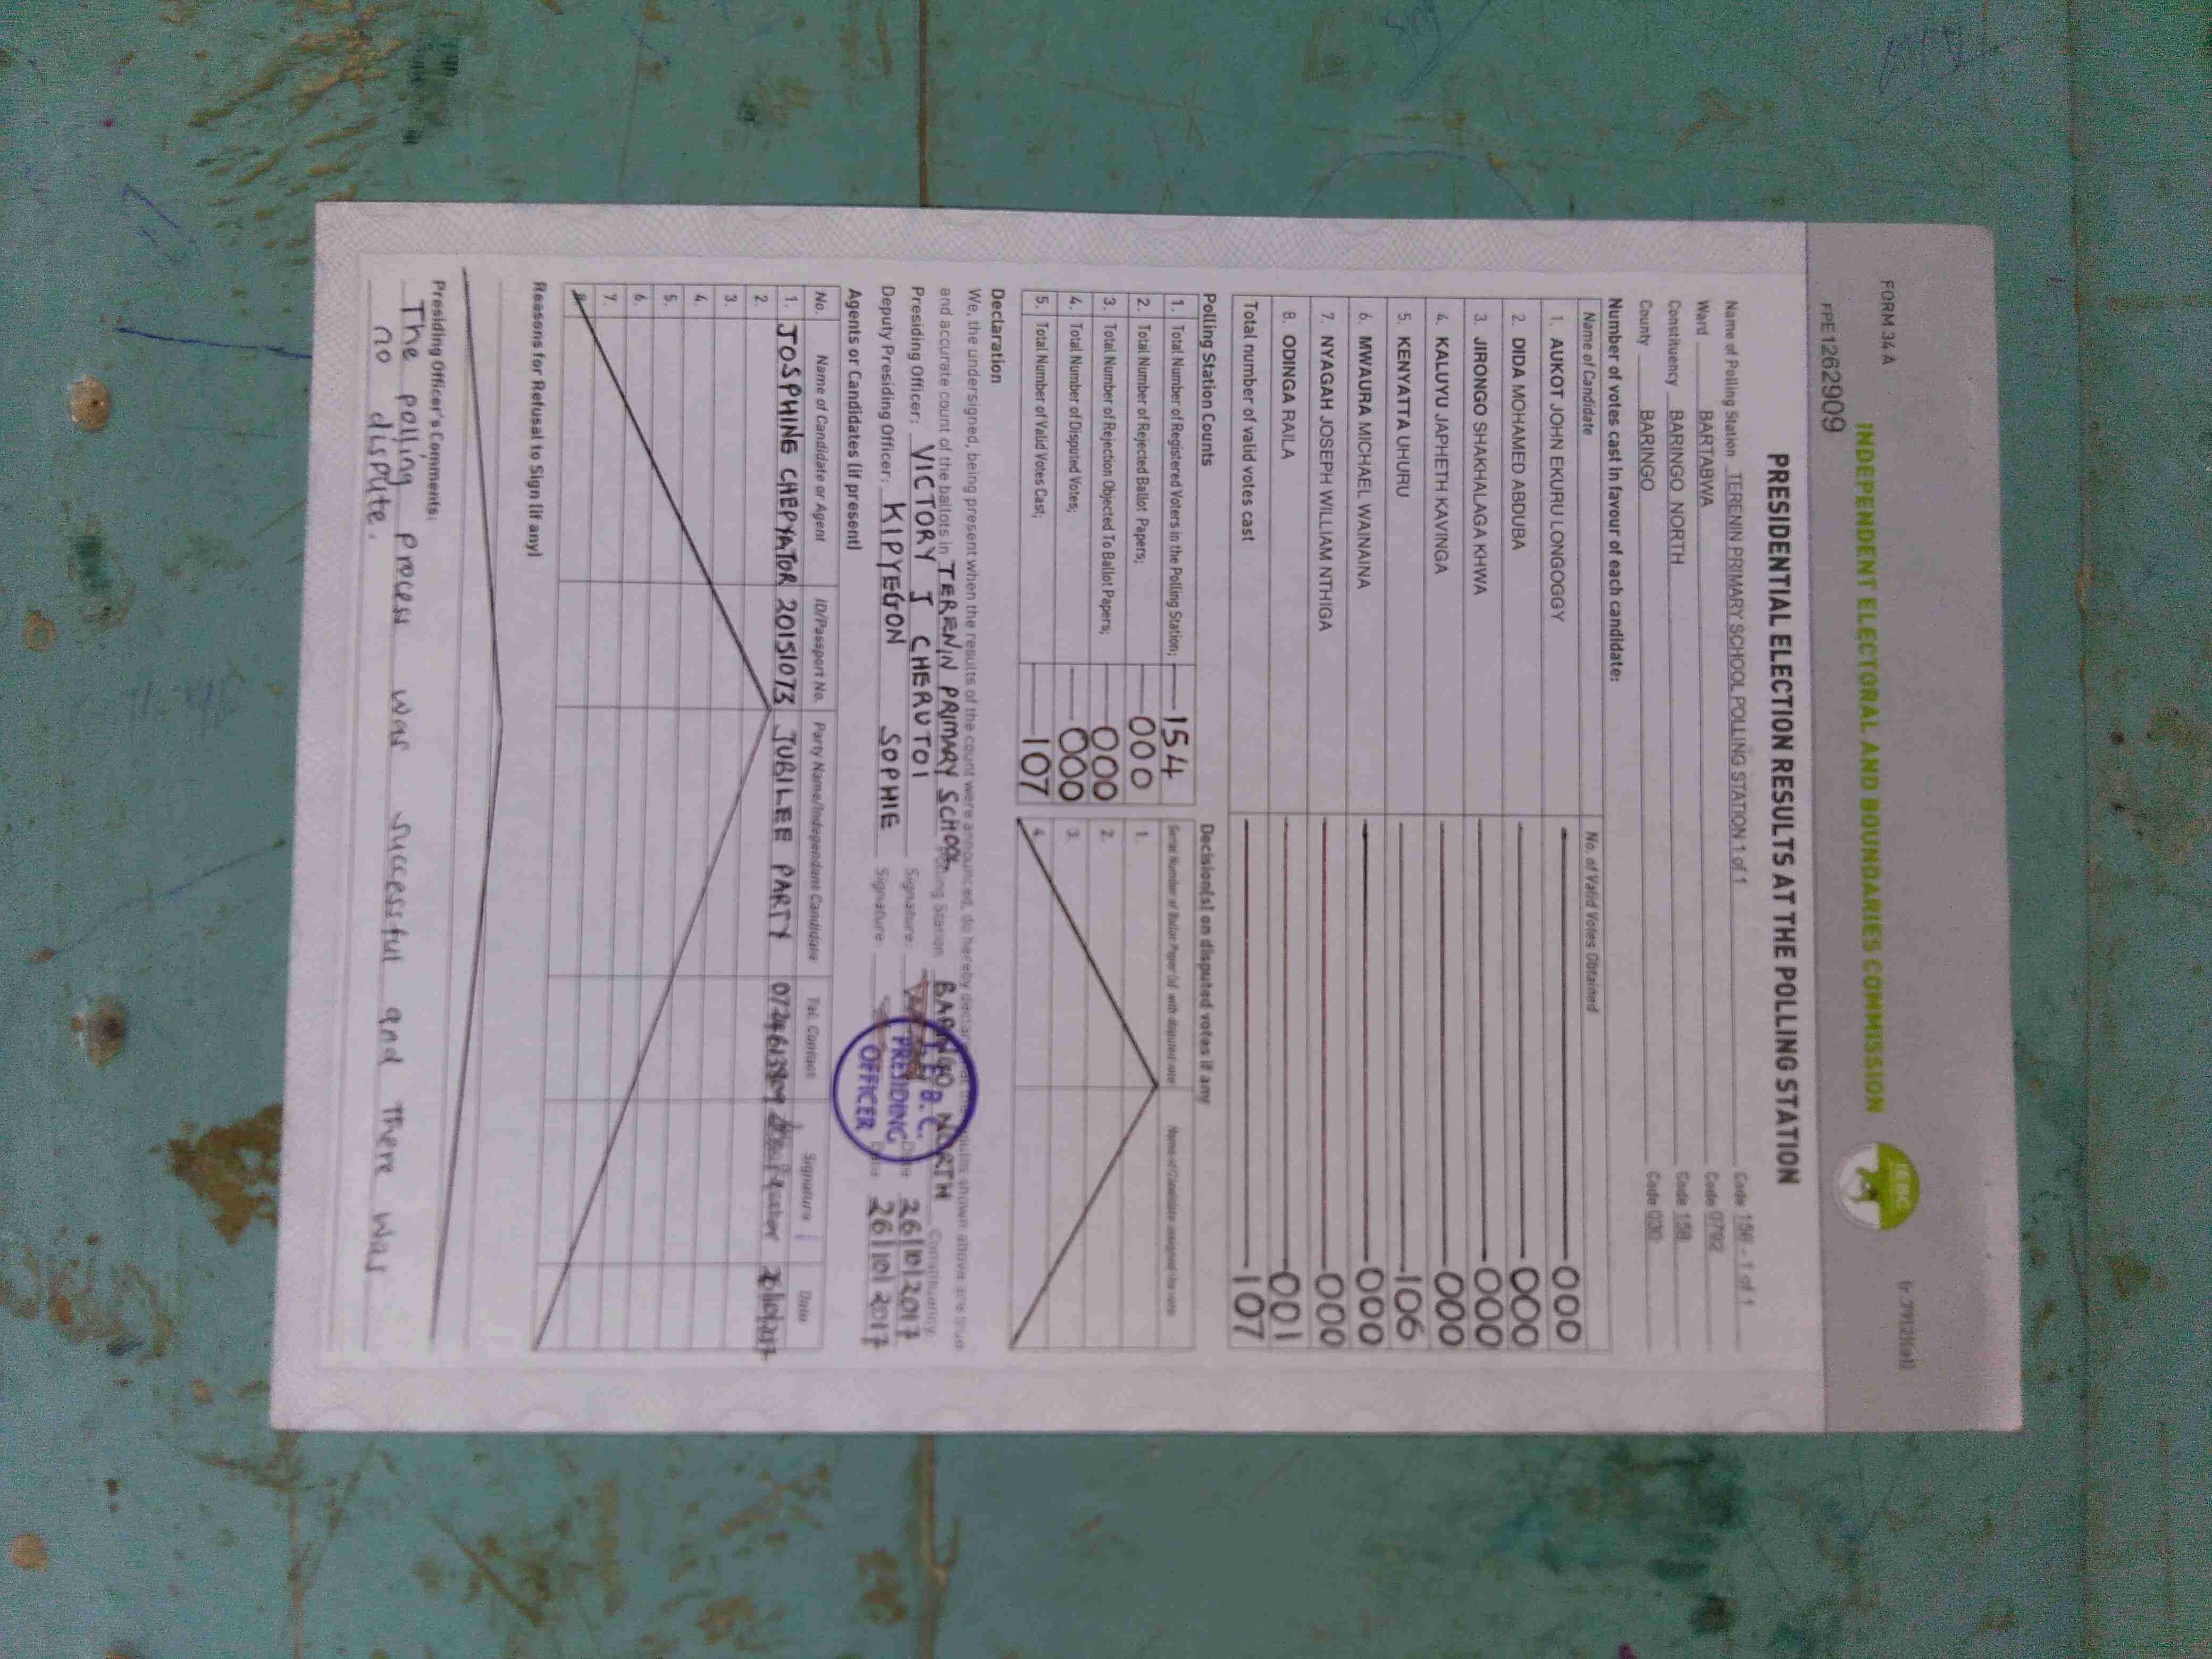 FORM 34 A
INDEPENDENT ELECTORAL AND BOUNDARIES COMMISSION
FPE1262909
PRESIDENTIAL ELECTION RESULTS AT THE POLLING STATION
Name of Polling Station TERENIN PRIMARY SCHOOL POLLING STATION 1 of 1 Code 158 - 1 of 1
Ward BARTABWA Code 0792
Constituency BARINGO NORTH Code 158
County BARINGO Code 030
Number of votes cast in favour of each candidate:
Name of Candidate No. of Valid Votes Obtained
1. AUKOT JOHN EKURU LONGOGGY 000
2. DIDA MOHAMED ABDUBA 000
3. JIRONGO SHAKHALAGA KHWA 000
4. KALUYU JAPHETH KAVINGA 000
5. KENYATTA UHURU 106
6. MWAURA MICHAEL WAINAINA 000
7. NYAGAH JOSEPH WILLIAM NTHIGA 000
8. ODINGA RAILA 001
Total number of valid votes cast 107
Polling Station Counts Decision(s) on disputed votes if any
1. Total Number of Registered Voters in the Polling Station; 154 Serial Number of Ballot Paper (s) with disputed vote Name of Candidate assigned the vote
2. Total Number of Rejected Ballot Papers; 000 1.
3. Total Number of Rejection Objected To Ballot Papers; 000 2.
4. Total Number of Disputed Votes; 000 3.
5. Total Number of Valid Votes Cast; 107 4.
Declaration
We, the undersigned, being present when the results of the count were announced, do hereby declare that the results shown above are true
and accurate count of the ballots in TERENIN PRIMARY SCHOOL Polling Station BARINGO NORTH Constituency.
Presiding Officer: VICTORY J CHERUTOI Signature: Date: 26/10/2017
Deputy Presiding Officer: KIPYEGON SOPHIE Signature: Date: 26/10/2017
I.E.B.C.
PRESIDING
OFFICER
Agents or Candidates (if present)
No. Name of Candidate or Agent ID/Passport No. Party Name/Independent Candidate Tel. Contact Signature Date
1. JOSPHINE CHEPYATOR 20151073 JUBILEE PARTY
2.
3.
4.
5.
6.
7.
8.
Reasons for Refusal to Sign (if any)
Presiding Officer's Comments:
The polling process was successful and there was
no dispute.